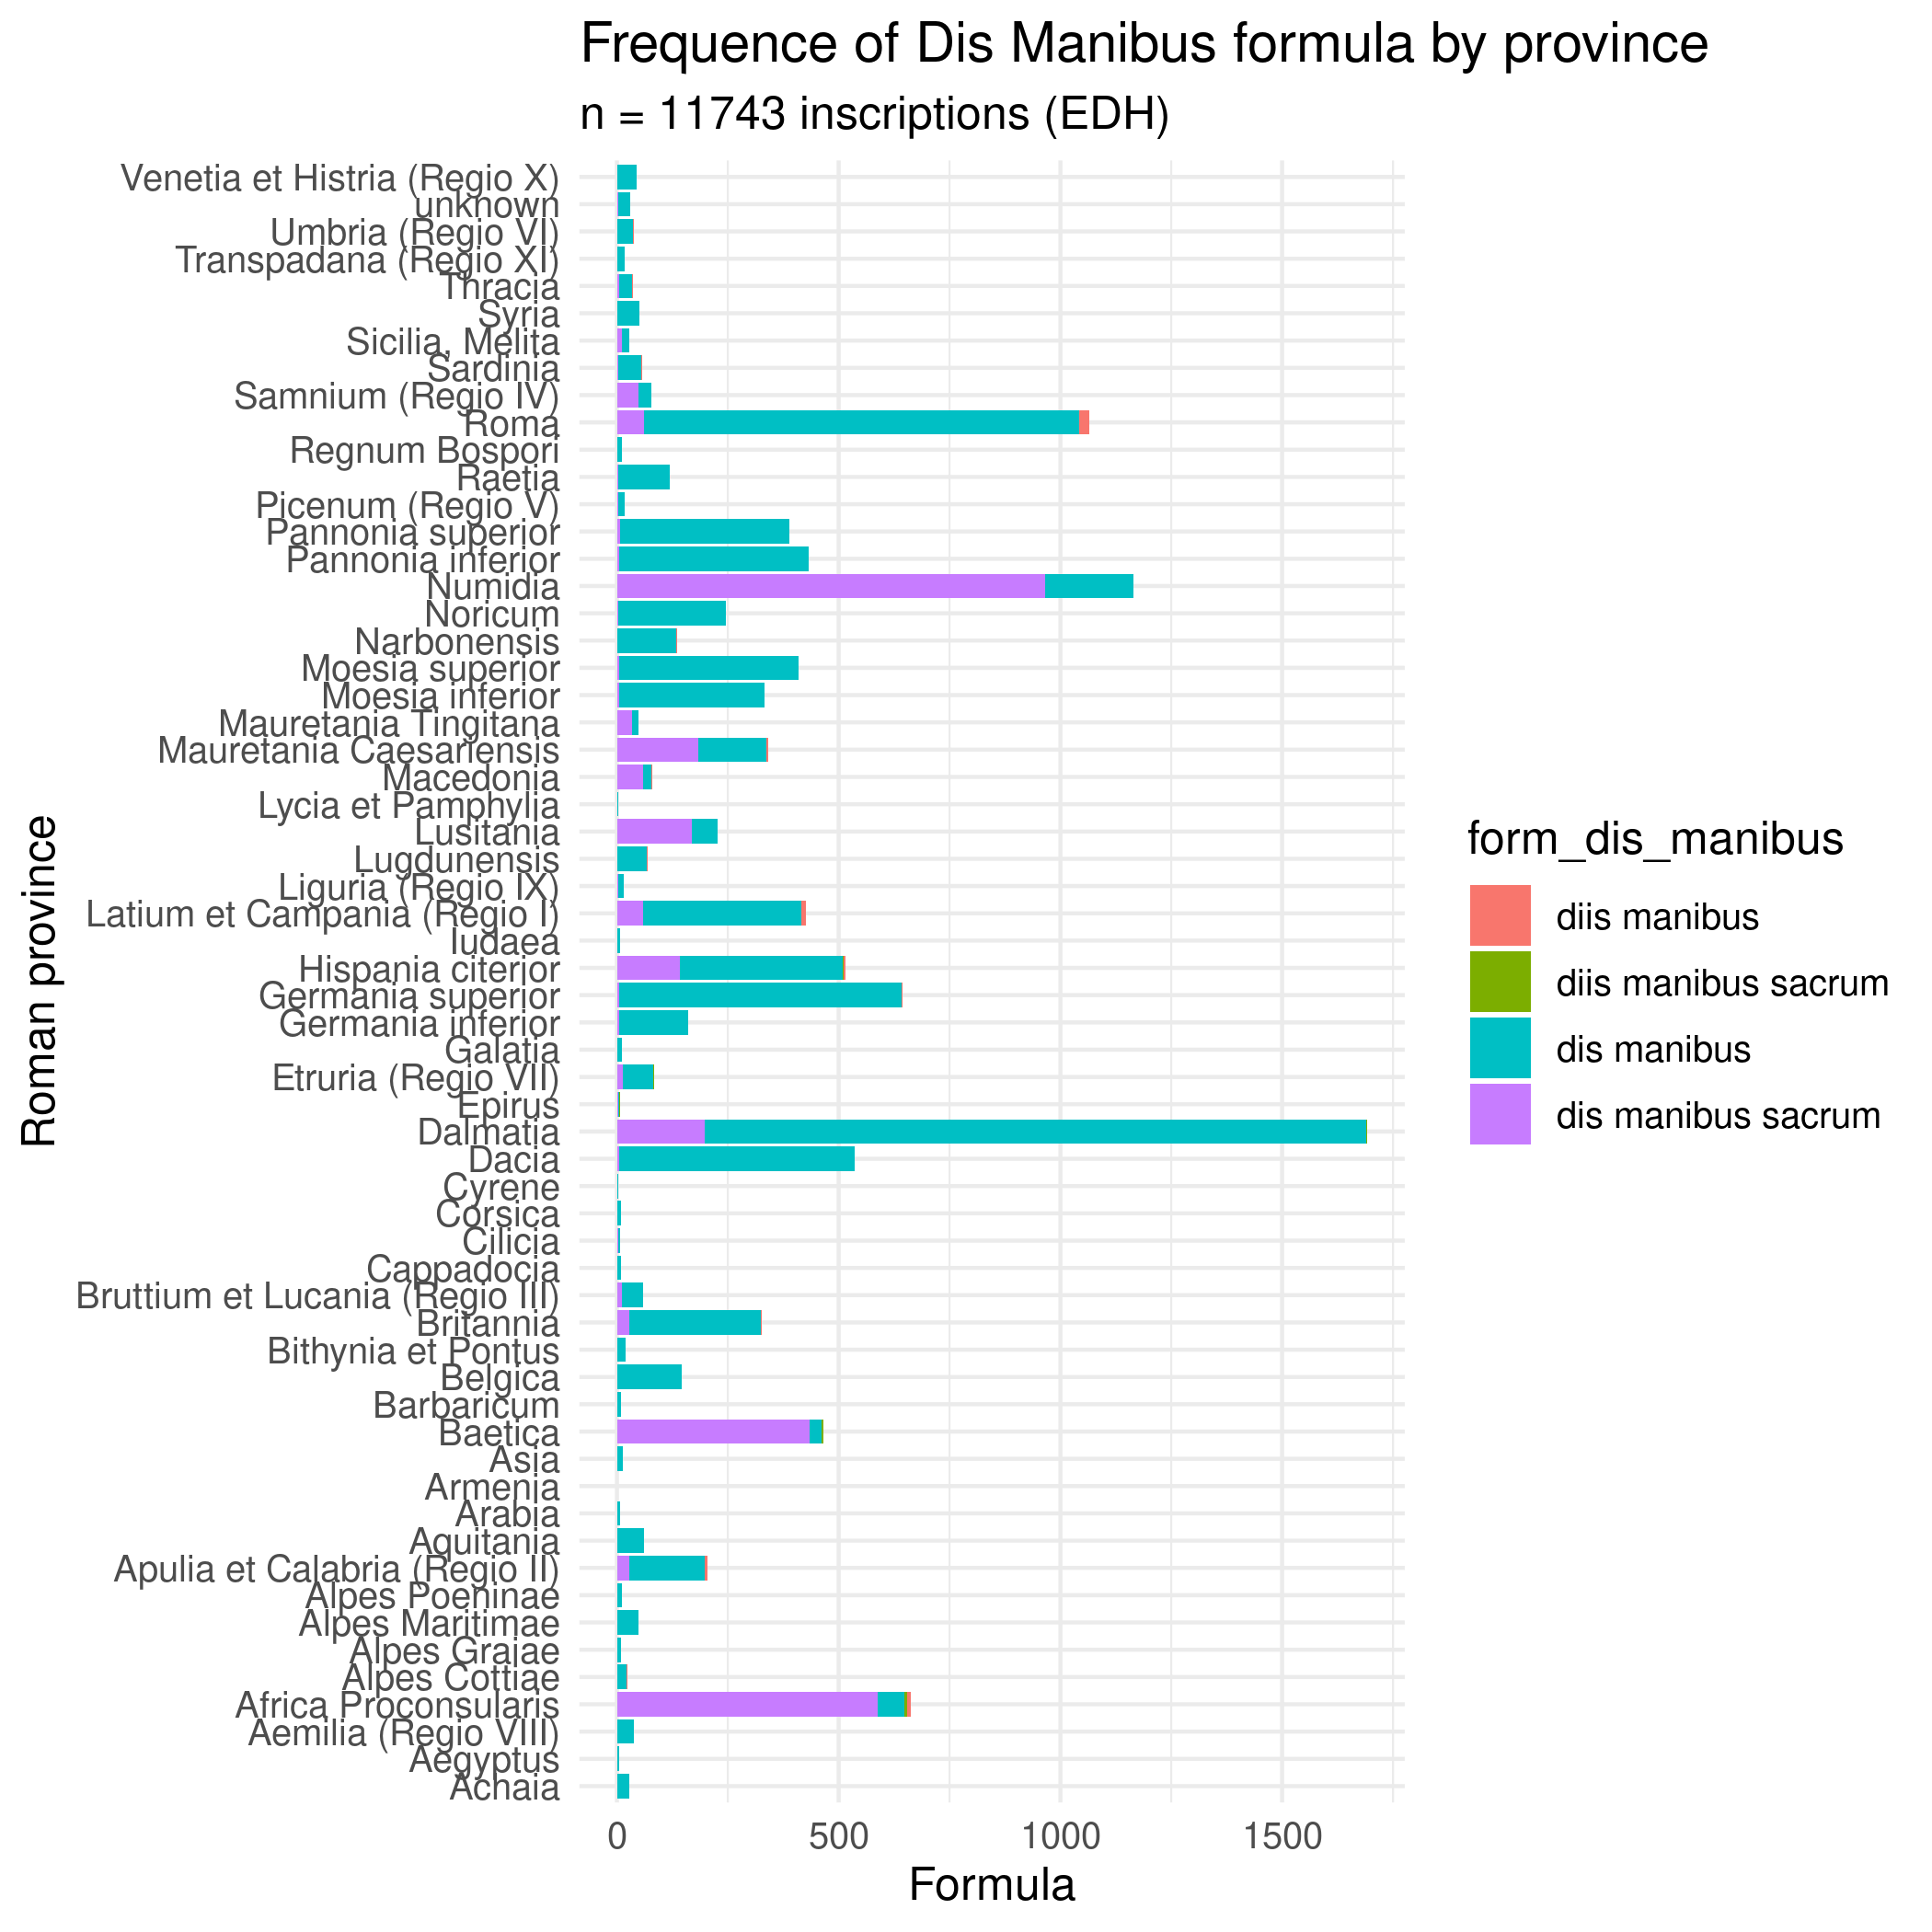 Frequence of Dis Manibus formula by province
n = 11743 inscriptions (EDH)
Venetia et Histria (Regio X)
unknown
Umbria (Regio VI)
Transpadana (Regio XI)
Thracia
Syria
Sicilia, Melita
Sardinia
Samnium (Regio IV)
Roma
Regnum Bospori
Raetia
Picenum (Regio V)
Pannonia superior
Pannonia inferior
Numidia
Noricum
Narbonensis
Moesia superior
Moesia inferior
Mauretania Tingitana
Mauretania Caesariensis
Macedonia
Lycia et Pamphylia
Lusitania
Lugdunensis
Liguria (Regio IX)
Latium et Campania (Regio I)
Iudaea
Hispania citerior
Germania superior
Germania inferior
Galatia
Etruria (Regio VII)
Epirus
Dalmatia
Dacia
Cyrene
Corsica
Cilicia
Cappadocia
Bruttium et Lucania (Regio III)
Britannia
Bithynia et Pontus
Belgica
Barbaricum
Baetica
Asia
Armenia
Arabia
Aquitania
Apulia et Calabria (Regio II)
Alpes Poeninae
Alpes Maritimae
Alpes Graiae
Alpes Cottiae
Africa Proconsularis
Aemilia (Regio VIII)
Aegyptus
Achaia
Roman province
0 500 1000 1500
Formula
form_dis_manibus
diis manibus
diis manibus sacrum
dis manibus
dis manibus sacrum